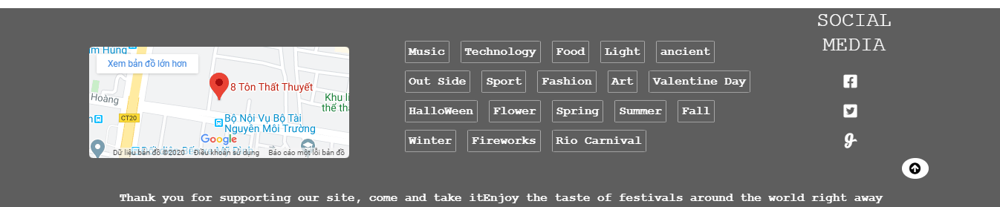 SOCIAL
MEDIA
Xem bản đồ lớn hơn
8 Tôn Thất Thuyết
Hoàng
Khu li
thể tha
CT20
Bộ Nội Vụ Bộ Tài
Nguyên Môi Trường
Google
Dữ liệu bản đồ ©2020 Điều khoản sử dụng Báo cáo một lỗi bản đồ
Music Technology Food Light ancient
Out Side Sport Fashion Art Valentine Day
HalloWeen Flower Spring Summer Fall
Winter Fireworks Rio Carnival
Thank you for supporting our site, come and take itEnjoy the taste of festivals around the world right away